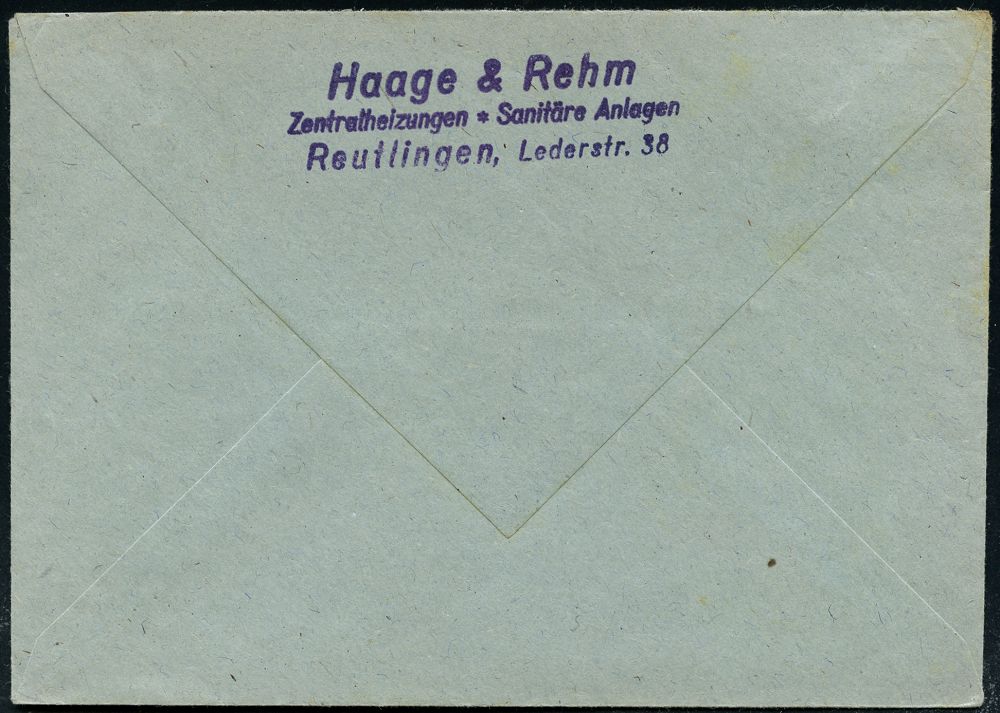 Haage & Rehm
Zentralheizungen * Sanitäre Anlagen
Reutlingen, Lederstr. 38